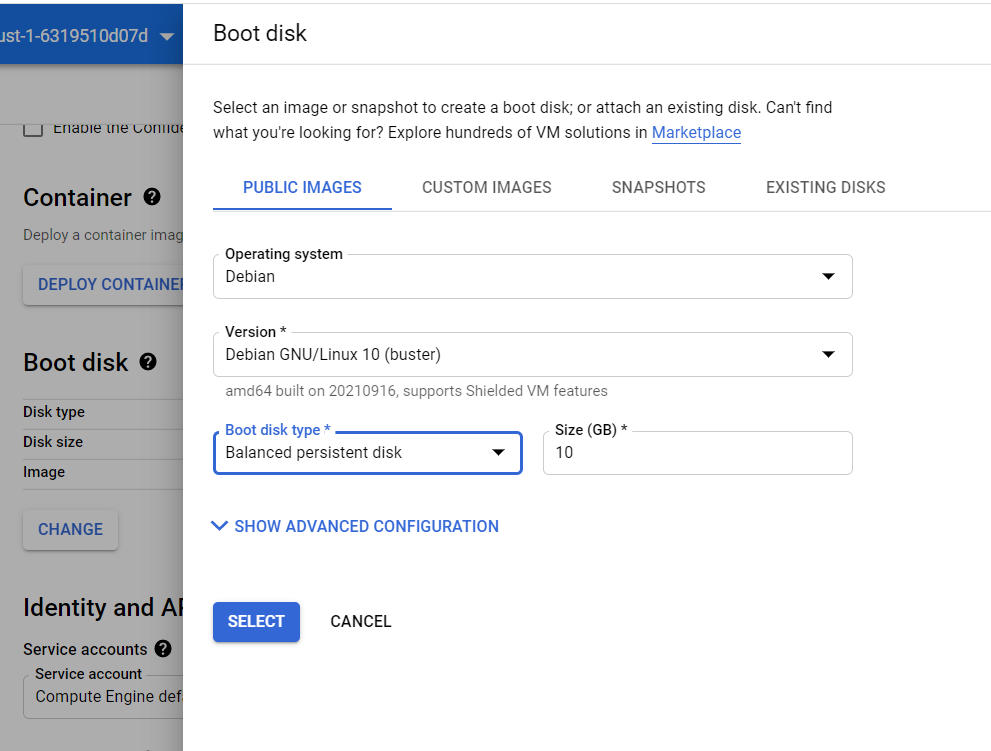 ust-1-6319510d07d
Boot disk
Select an image or snapshot to create a boot disk; or attach an existing disk. Can't find
what you're looking for? Explore hundreds of VM solutions in Marketplace
PUBLIC IMAGES
CUSTOM IMAGES
SNAPSHOTS
EXISTING DISKS
Operating system
Debian
Version *
Debian GNU/Linux 10 (buster)
amd64 built on 20210916, supports Shielded VM features
Boot disk type *
Balanced persistent disk
Size (GB) *
10
SHOW ADVANCED CONFIGURATION
SELECT
CANCEL
Enable the Confide
Container
Deploy a container imag
DEPLOY CONTAINER
Boot disk
Disk type
Disk size
Image
CHANGE
Identity and AP
Service accounts
Service account
Compute Engine defa